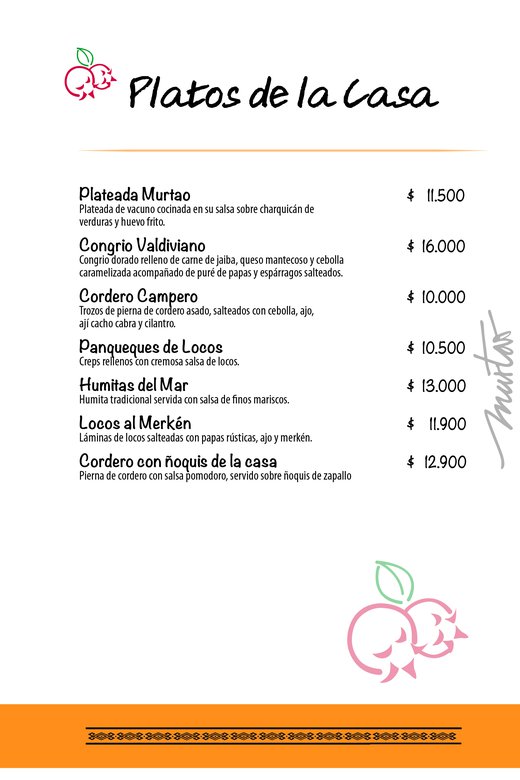 Platos de la Casa
Plateada Murtao $ 11.500
Plateada de vacuno cocinada en su salsa sobre charquicán de
verduras y huevo frito.
Congrio Valdiviano $ 16.000
Congrio dorado relleno de carne de jaiba, queso mantecoso y cebolla
caramelizada acompañado de puré de papas y espárragos salteados.
Cordero Campero $ 10.000
Trozos de pierna de cordero asado, salteados con cebolla, ajo,
ají cacho cabra y cilantro.
Panqueques de Locos $ 10.500
Creps rellenos con cremosa salsa de locos.
Humitas del Mar $ 13.000
Humita tradicional servida con salsa de finos mariscos.
Locos al Merkén $ 11.900
Láminas de locos salteadas con papas rústicas, ajo y merkén.
Cordero con ñoquis de la casa $ 12.900
Pierna de cordero con salsa pomodoro, servido sobre ñoquis de zapallo
murtao